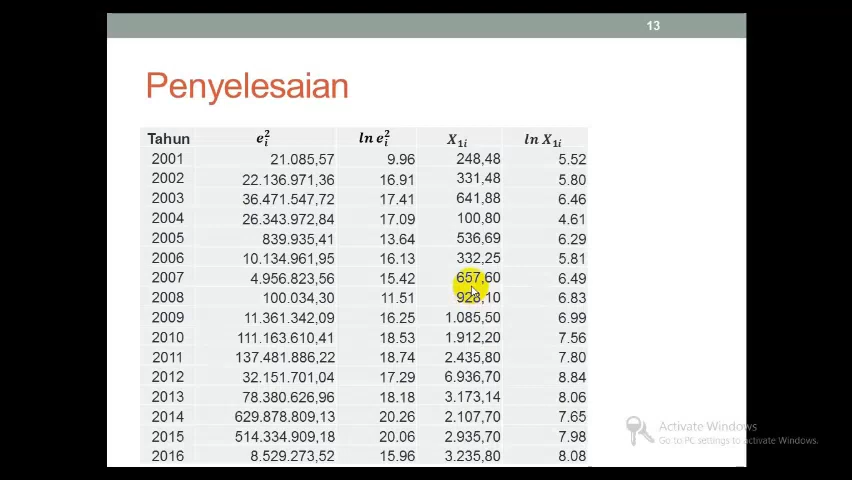 13
Penyelesaian
Tahun e_i^2 ln e_i^2 X_1i ln X_1i
2001 21.085,57 9.96 248,48 5.52
2002 22.136.971,36 16.91 331,48 5.80
2003 36.471.547,72 17.41 641,88 6.46
2004 26.343.972,84 17.09 100,80 4.61
2005 839.935,41 13.64 536,69 6.29
2006 10.134.961,95 16.13 332,25 5.81
2007 4.956.823,56 15.42 657,60 6.49
2008 100.034,30 11.51 928,10 6.83
2009 11.361.342,09 16.25 1.085,50 6.99
2010 111.163.610,41 18.53 1.912,20 7.56
2011 137.481.886,22 18.74 2.435,80 7.80
2012 32.151.701,04 17.29 6.936,70 8.84
2013 78.380.626,96 18.18 3.173,14 8.06
2014 629.878.809,13 20.26 2.107,70 7.65
2015 514.334.909,18 20.06 2.935,70 7.98
2016 8.529.273,52 15.96 3.235,80 8.08
Activate Windows
Go to PC settings to activate Windows.